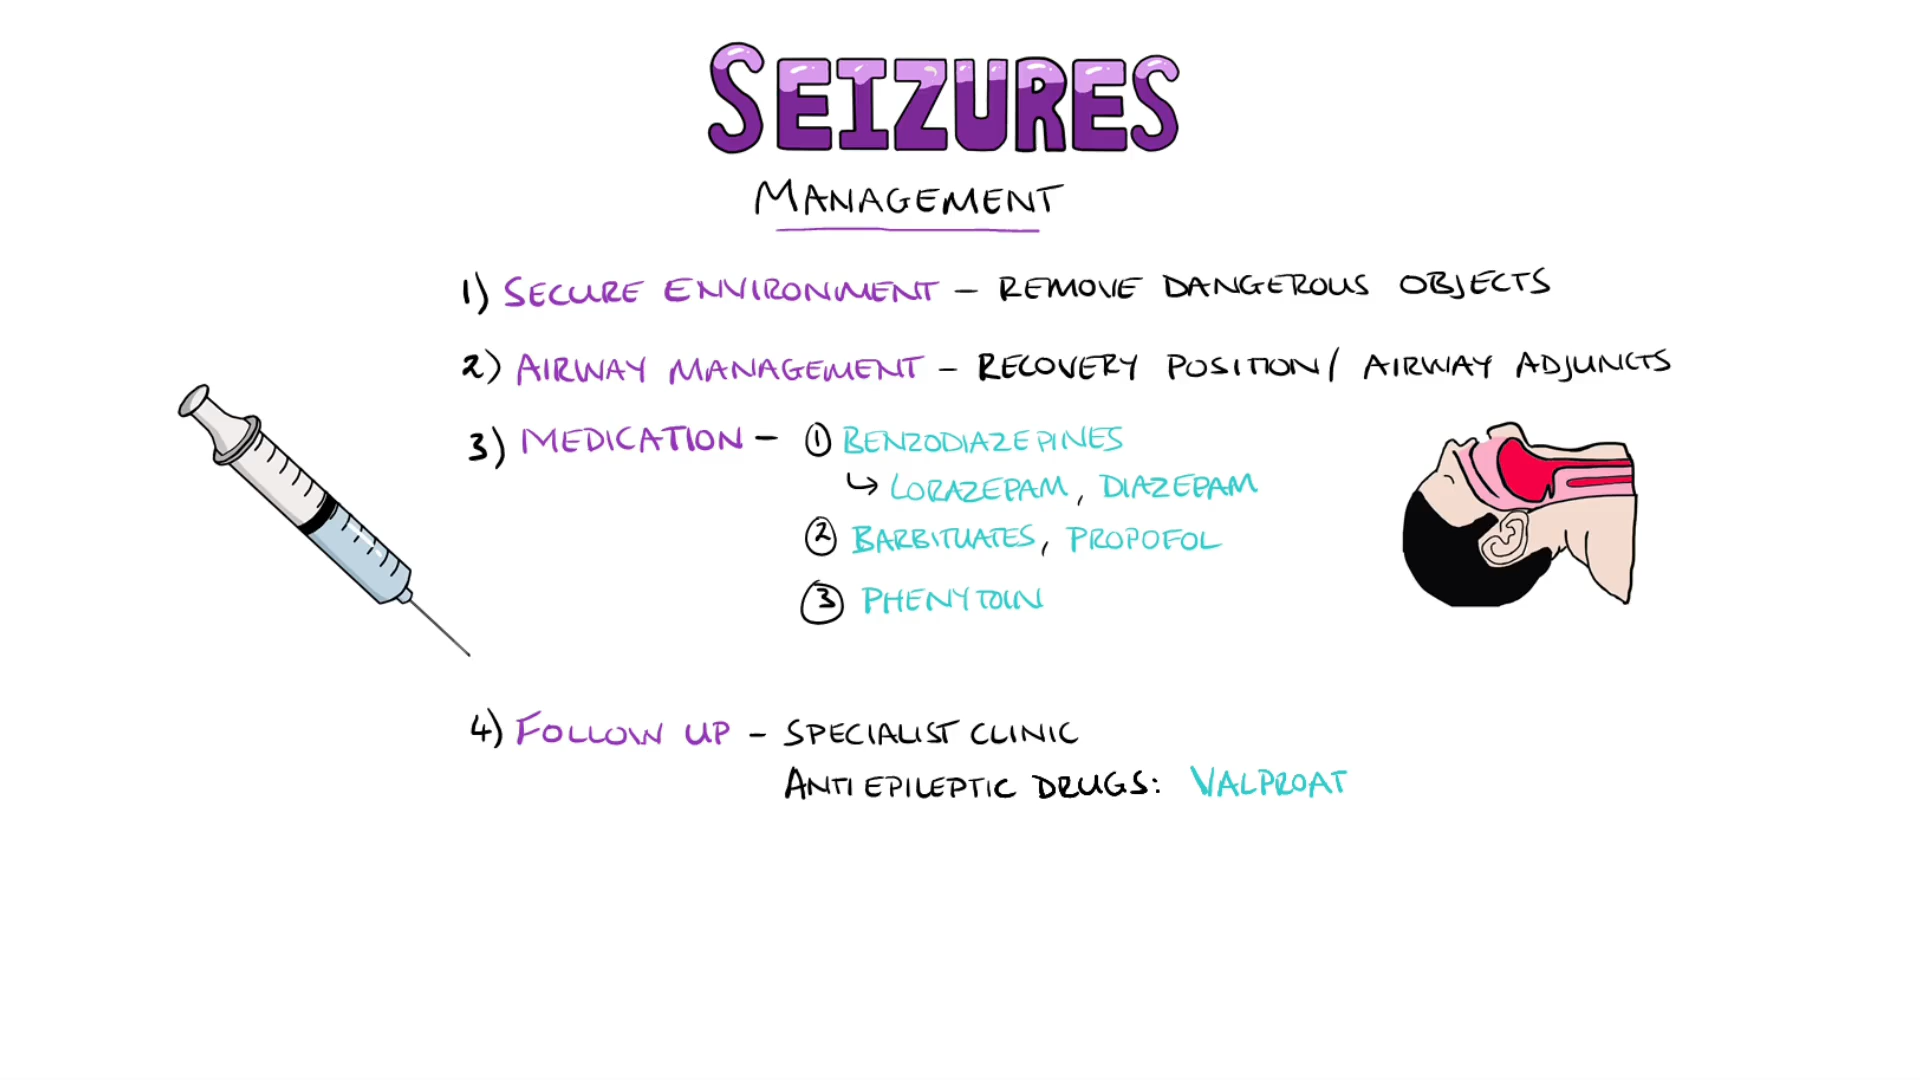 SEIZURES
MANAGEMENT
1) SECURE ENVIRONMENT – REMOVE DANGEROUS OBJECTS
2) AIRWAY MANAGEMENT – RECOVERY POSITION / AIRWAY ADJUNCTS
3) MEDICATION – ① BENZODIAZEPINES
↳ LORAZEPAM, DIAZEPAM
② BARBITUATES, PROPOFOL
③ PHENYTOIN
4) FOLLOW UP – SPECIALIST CLINIC
ANTI EPILEPTIC DRUGS: VALPROAT